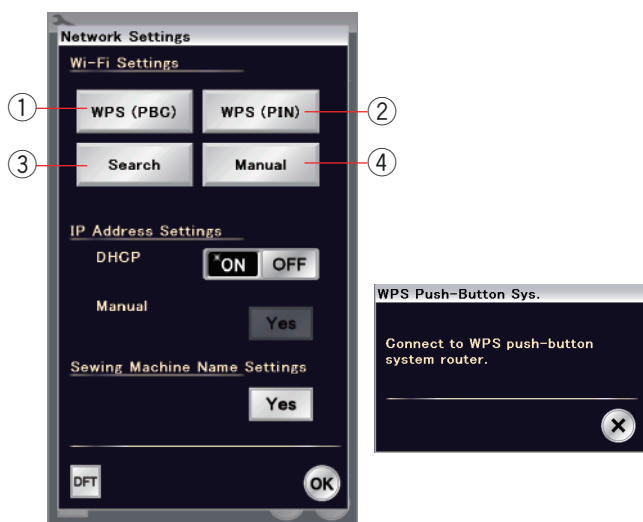 Network Settings
Wi-Fi Settings
① WPS (PBC) WPS (PIN) ②
③ Search Manual ④
IP Address Settings
DHCP *ON OFF
Manual
Yes
Sewing Machine Name Settings
Yes
DFT OK
WPS Push-Button Sys.
Connect to WPS push-button
system router.